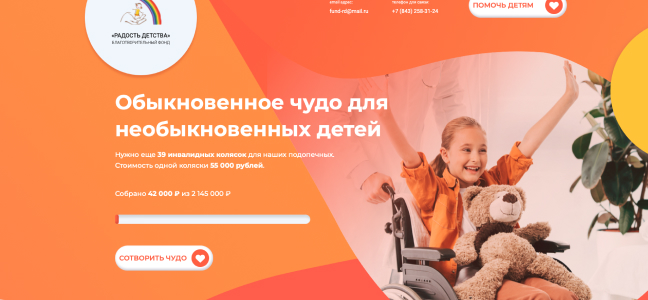 «РАДОСТЬ ДЕТСТВА»
БЛАГОТВОРИТЕЛЬНЫЙ ФОНД
email адрес:
fund-rd@mail.ru
телефон для связи:
+7 (843) 258-21-24
ПОМОЧЬ ДЕТЯМ
Обыкновенное чудо для
необыкновенных детей
Нужно еще 39 инвалидных колясок для наших подопечных.
Стоимость одной коляски 55 000 рублей.
Собрано 42 000 ₽ из 2 145 000 ₽
СОТВОРИТЬ ЧУДО